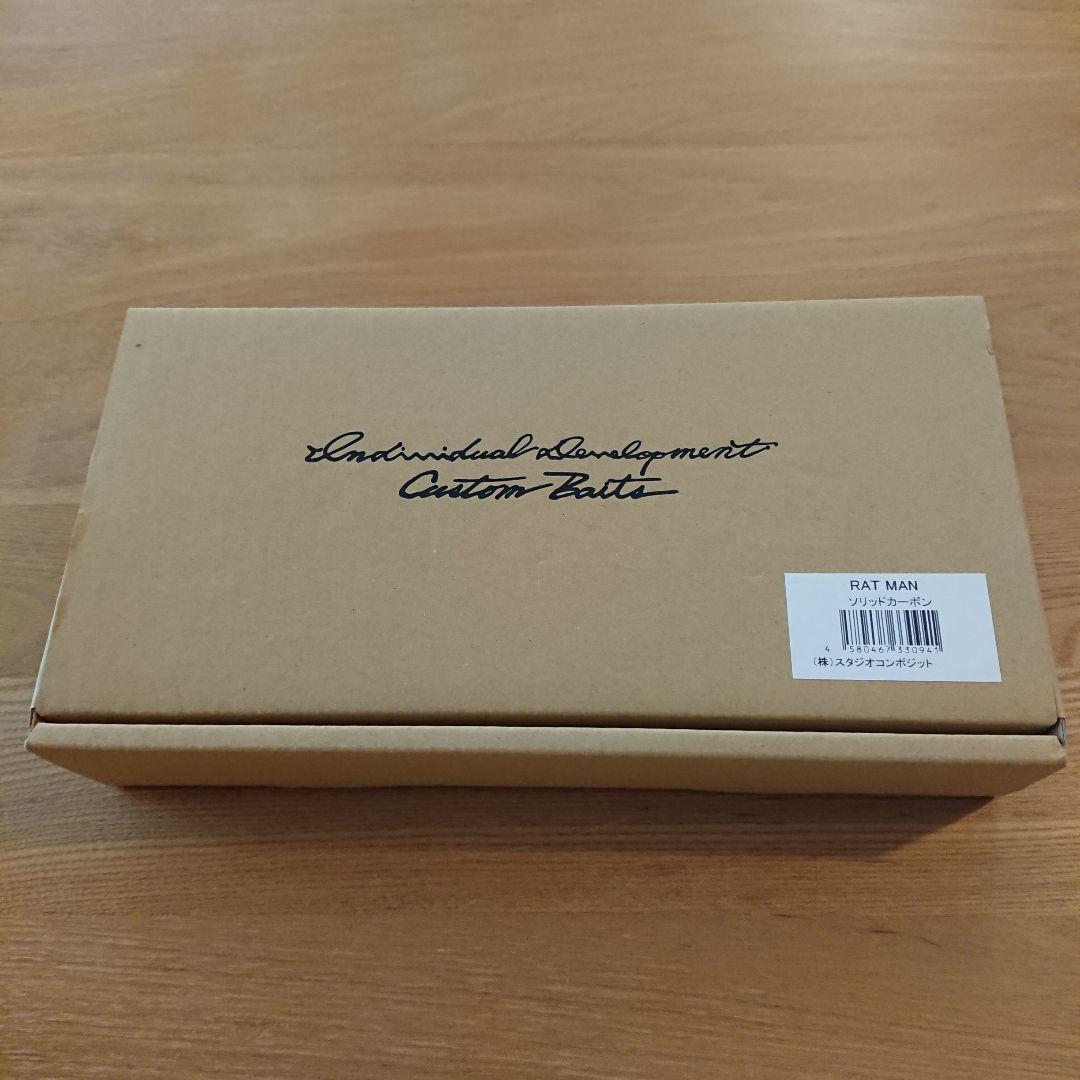 Individual Development
Custom Baits
RAT MAN
ソリッドカーボン
4 580467 330941
(株)スタジオコンポジット